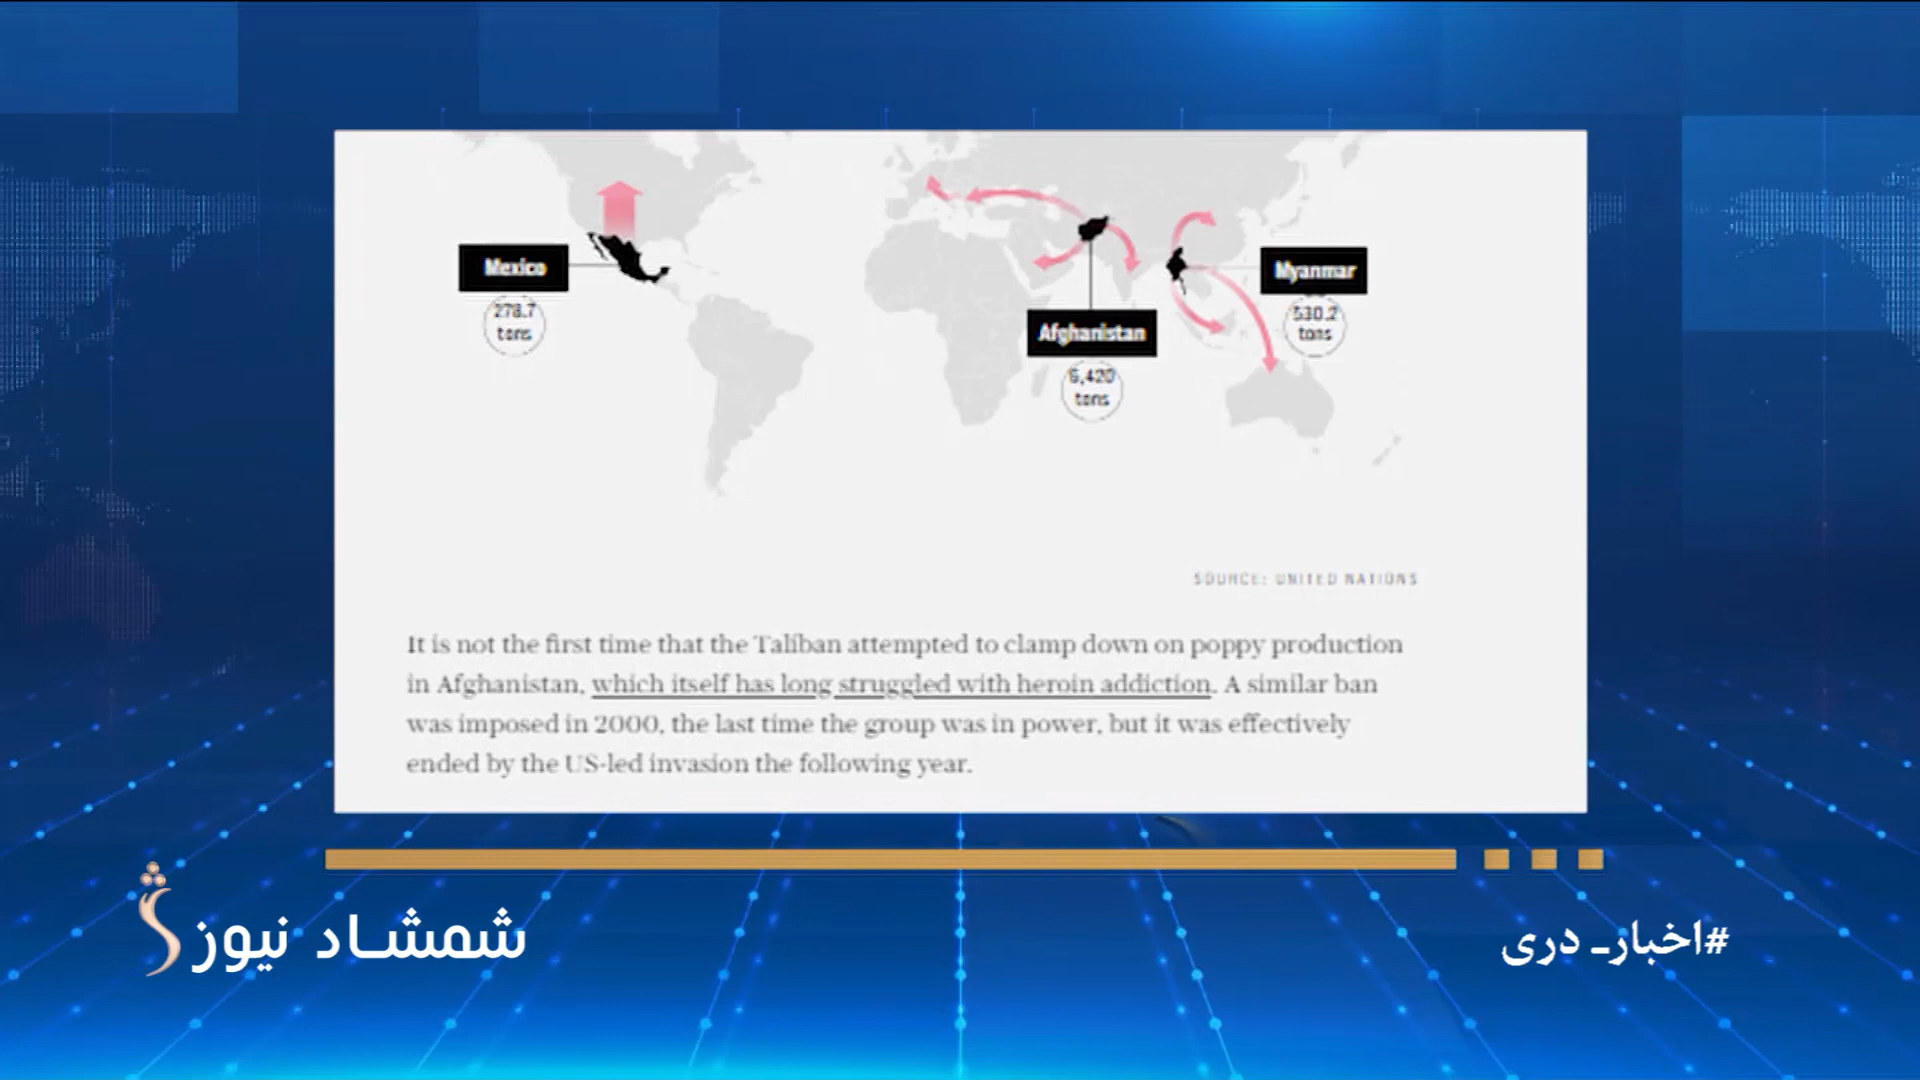 Mexico
278.7
tons
Afghanistan
6,420
tons
Myanmar
530.2
tons
SOURCE: UNITED NATIONS
It is not the first time that the Taliban attempted to clamp down on poppy production
in Afghanistan, which itself has long struggled with heroin addiction. A similar ban
was imposed in 2000, the last time the group was in power, but it was effectively
ended by the US-led invasion the following year.
شمشاد نیوز
#اخبار_دری